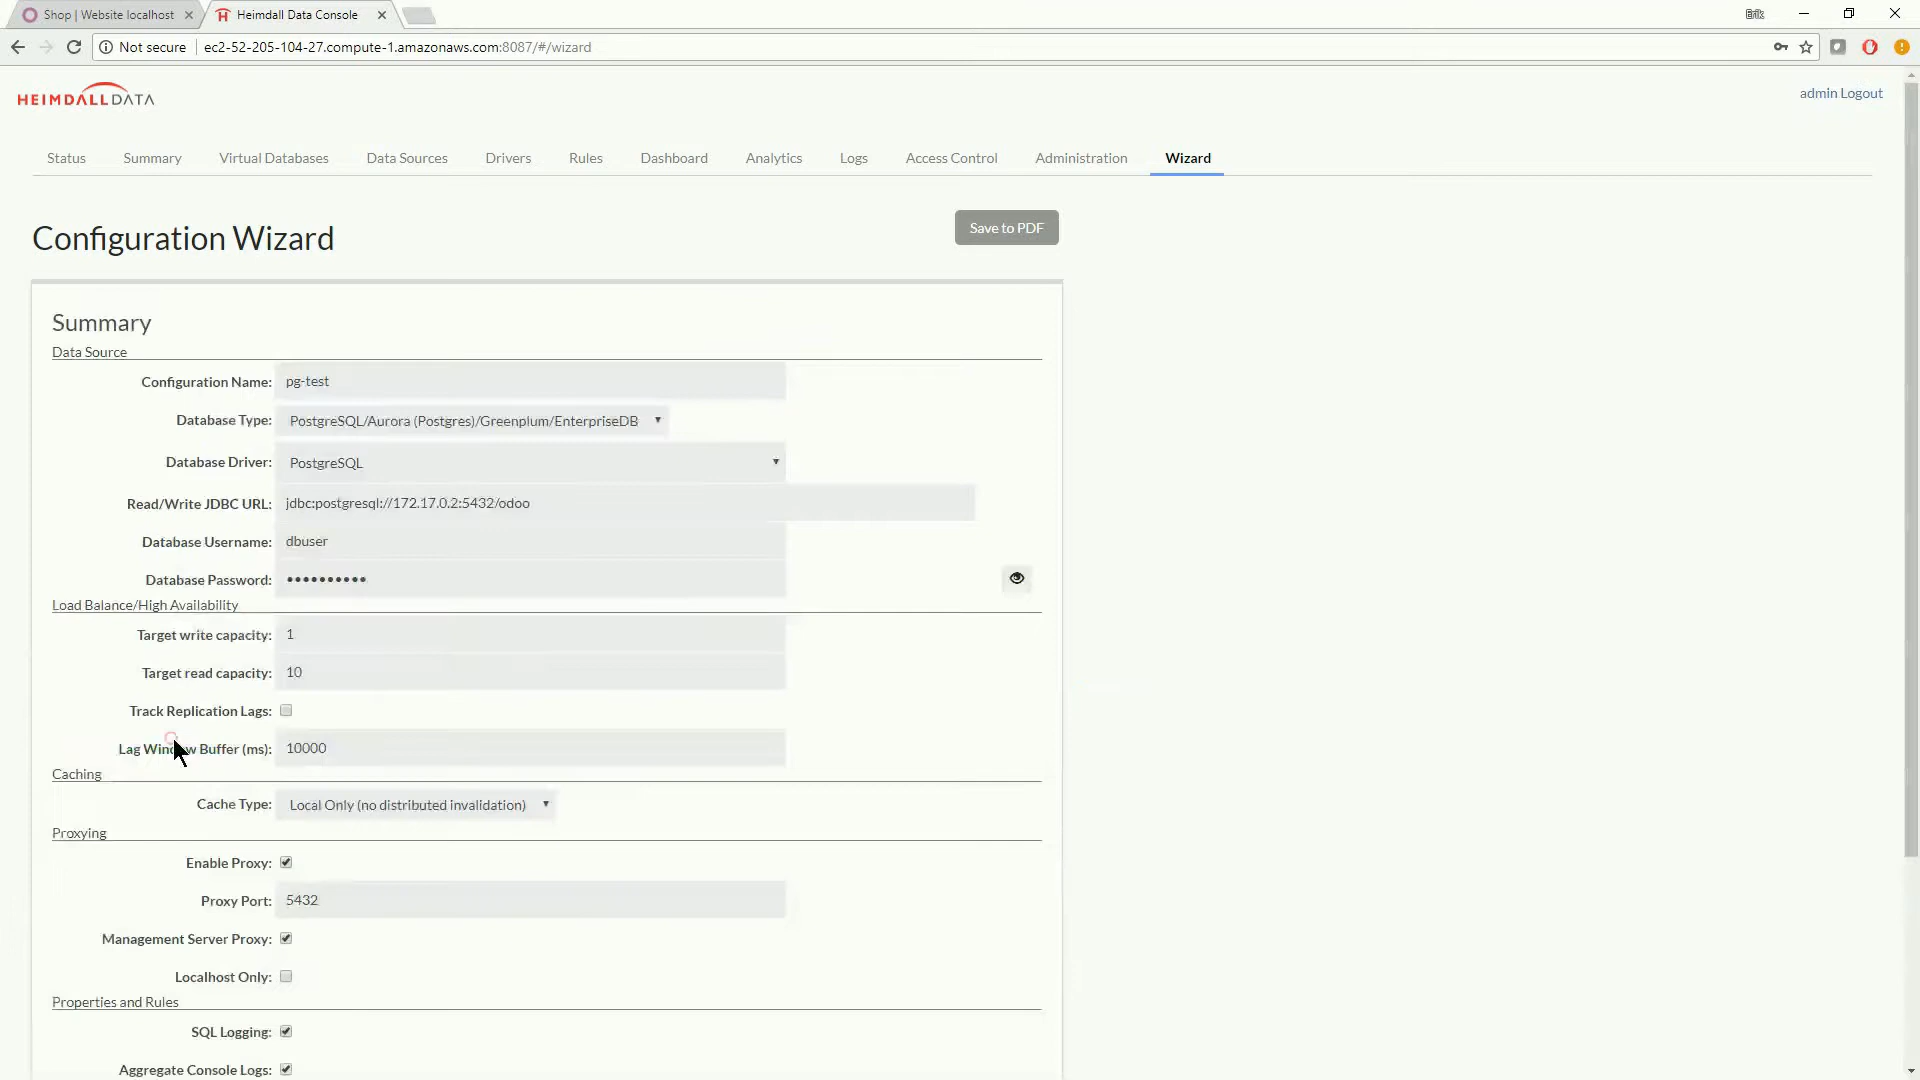 Shop | Website localhost
Heimdall Data Console
Erik
Not secure
ec2-52-205-104-27.compute-1.amazonaws.com:8087/#/wizard
HEIMDALLDATA
admin Logout
Status Summary Virtual Databases Data Sources Drivers Rules Dashboard Analytics Logs Access Control Administration Wizard
Configuration Wizard
Save to PDF
Summary
Data Source
Configuration Name: pg-test
Database Type: PostgreSQL/Aurora (Postgres)/Greenplum/EnterpriseDB
Database Driver: PostgreSQL
Read/Write JDBC URL: jdbc:postgresql://172.17.0.2:5432/odoo
Database Username: dbuser
Database Password: ••••••••••
Load Balance/High Availability
Target write capacity: 1
Target read capacity: 10
Track Replication Lags:
Lag Window Buffer (ms): 10000
Caching
Cache Type: Local Only (no distributed invalidation)
Proxying
Enable Proxy:
Proxy Port: 5432
Management Server Proxy:
Localhost Only:
Properties and Rules
SQL Logging:
Aggregate Console Logs: